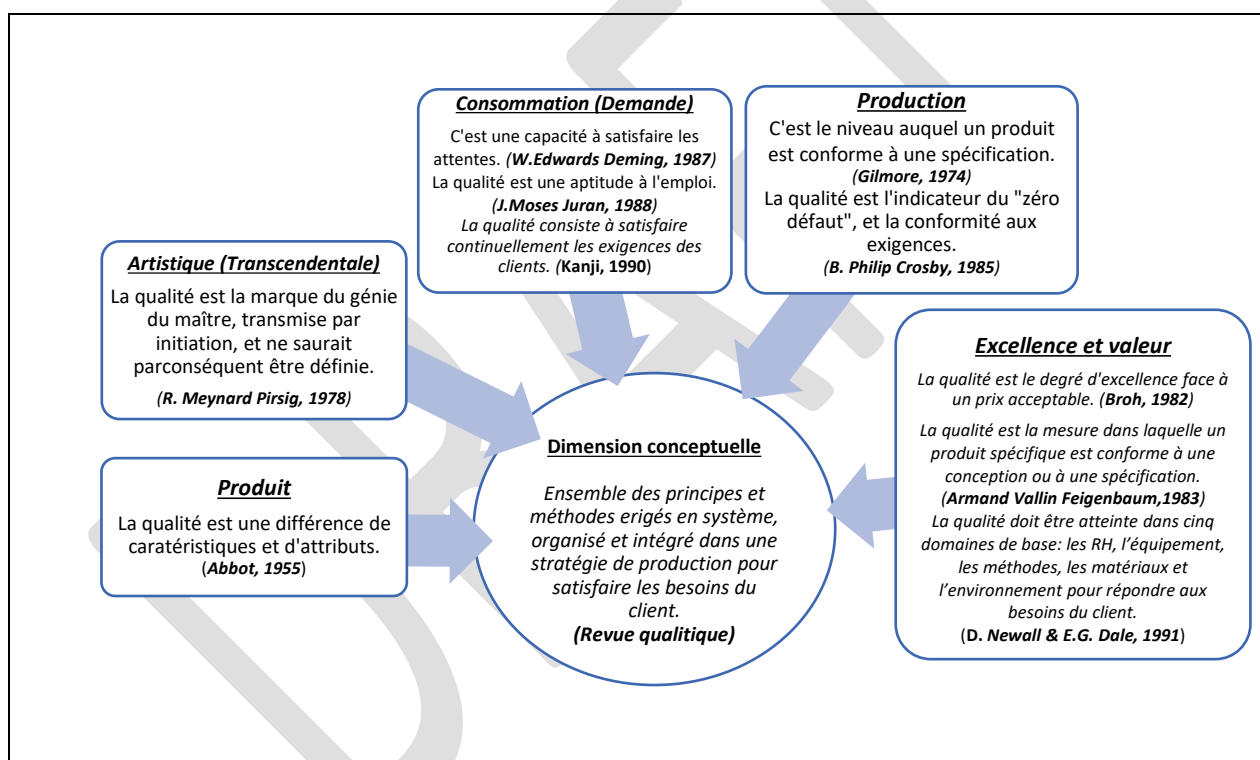 Consommation (Demande)
C'est une capacité à satisfaire les
attentes. (W.Edwards Deming, 1987)
La qualité est une aptitude à l'emploi.
(J.Moses Juran, 1988)
La qualité consiste à satisfaire
continuellement les exigences des
clients. (Kanji, 1990)
Production
C'est le niveau auquel un produit
est conforme à une spécification.
(Gilmore, 1974)
La qualité est l'indicateur du "zéro
défaut", et la conformité aux
exigences.
(B. Philip Crosby, 1985)
Artistique (Transcendentale)
La qualité est la marque du génie
du maître, transmise par
initiation, et ne saurait
parconséquent être définie.
(R. Meynard Pirsig, 1978)
Excellence et valeur
La qualité est le degré d'excellence face à
un prix acceptable. (Broh, 1982)
La qualité est la mesure dans laquelle un
produit spécifique est conforme à une
conception ou à une spécification.
(Armand Vallin Feigenbaum,1983)
La qualité doit être atteinte dans cinq
domaines de base: les RH, l'équipement,
les méthodes, les matériaux et
l'environnement pour répondre aux
besoins du client.
(D. Newall & E.G. Dale, 1991)
Produit
La qualité est une différence de
caratéristiques et d'attributs.
(Abbot, 1955)
Dimension conceptuelle
Ensemble des principes et
méthodes erigés en système,
organisé et intégré dans une
stratégie de production pour
satisfaire les besoins du
client.
(Revue qualitique)